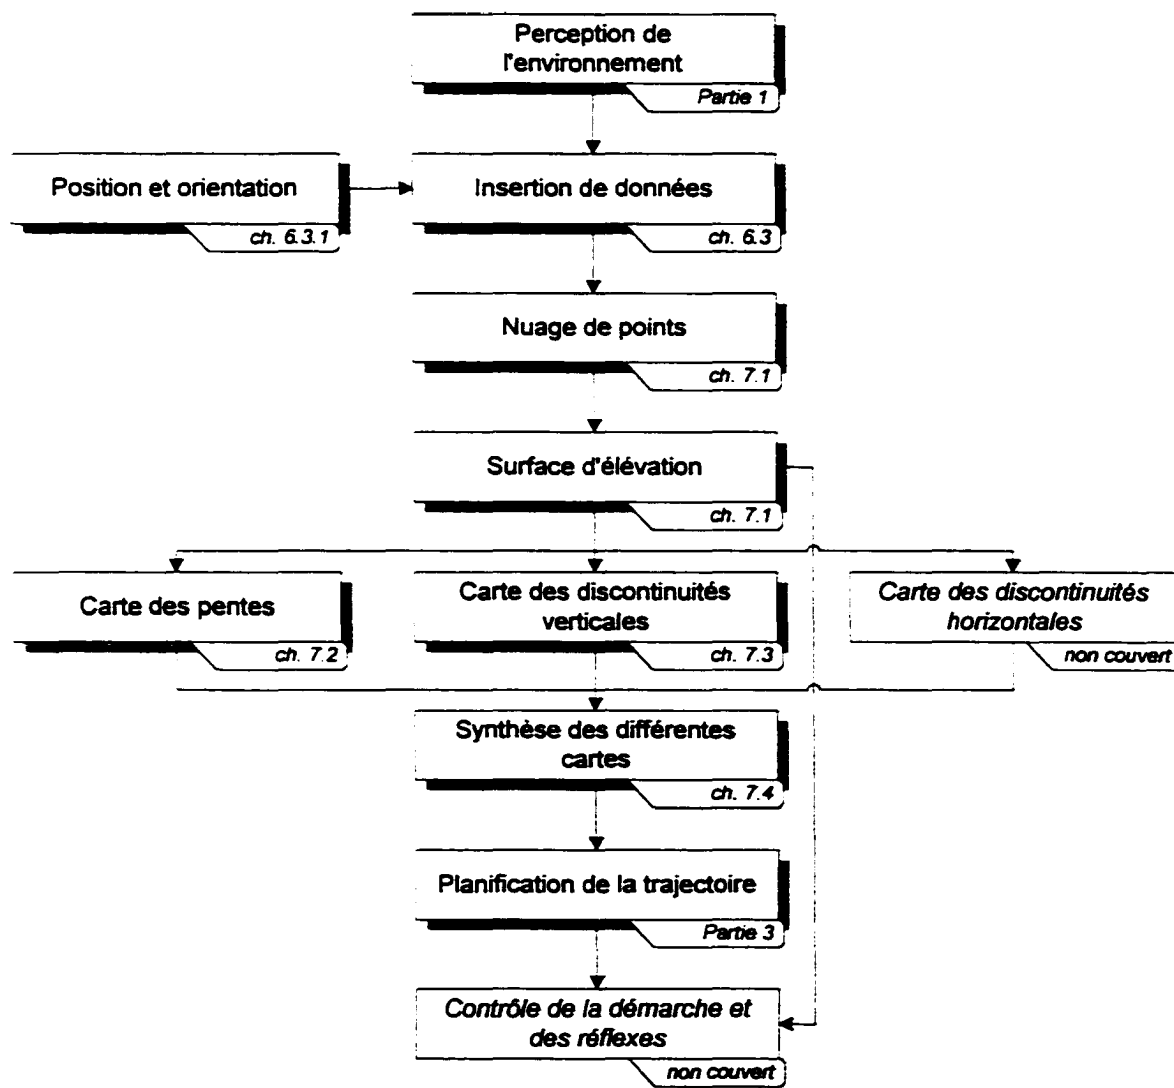 Perception de
l'environnement
Partie 1
Position et orientation
ch. 6.3.1
Insertion de données
ch. 6.3
Nuage de points
ch. 7.1
Surface d'élévation
ch. 7.1
Carte des pentes
ch. 7.2
Carte des discontinuités
verticales
ch. 7.3
Carte des discontinuités
horizontales
non couvert
Synthèse des différentes
cartes
ch. 7.4
Planification de la trajectoire
Partie 3
Contrôle de la démarche et
des réflexes
non couvert